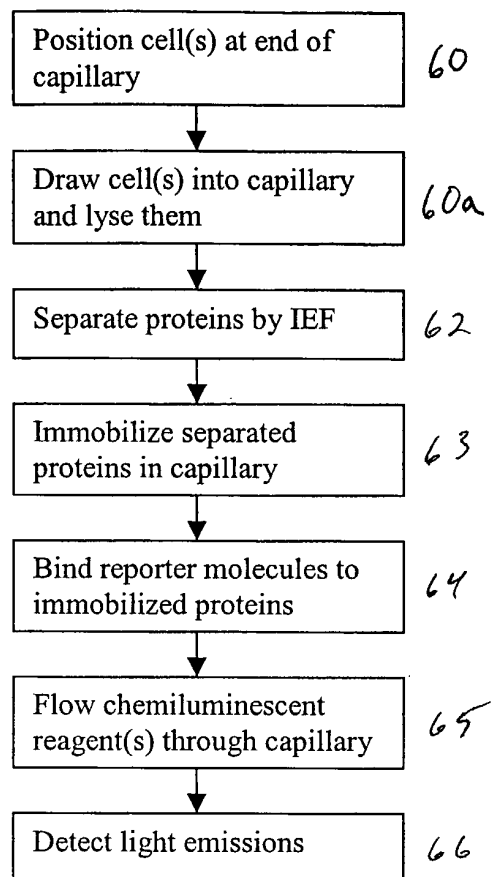 Position cell(s) at end of
capillary
60
Draw cell(s) into capillary
and lyse them
60a
Separate proteins by IEF
62
Immobilize separated
proteins in capillary
63
Bind reporter molecules to
immobilized proteins
64
Flow chemiluminescent
reagent(s) through capillary
65
Detect light emissions
66